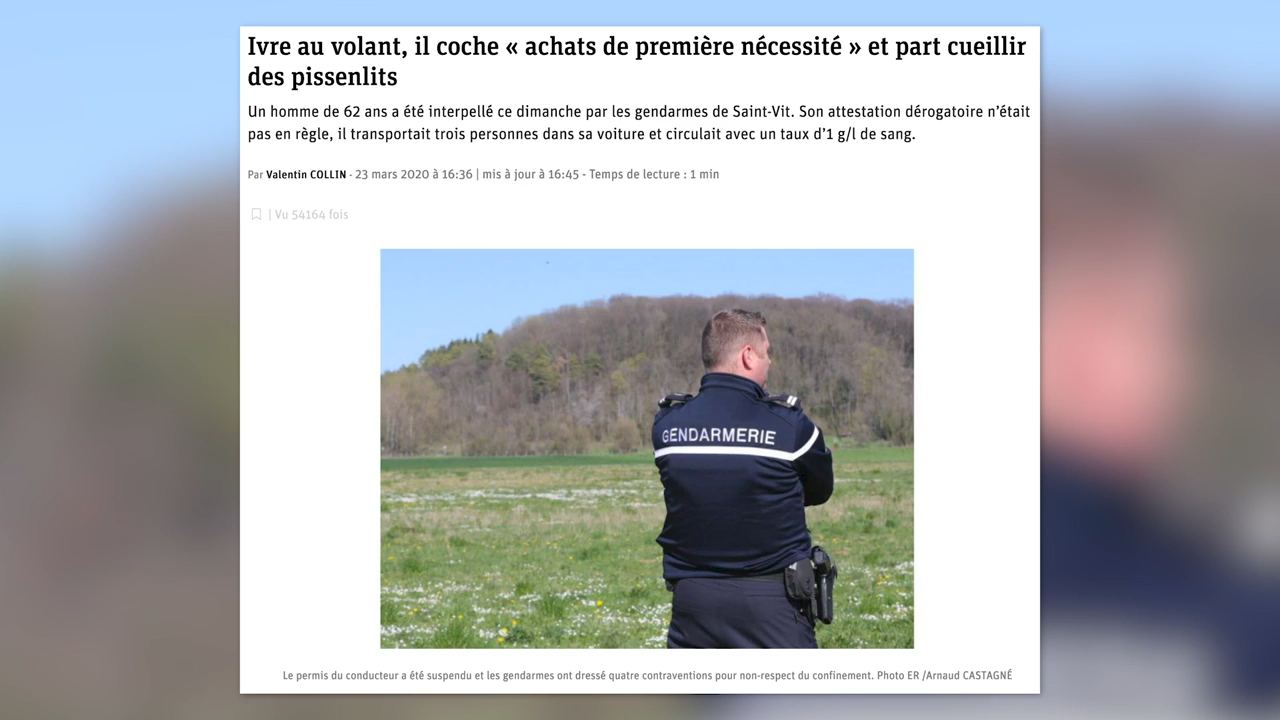 Ivre au volant, il coche « achats de première nécessité » et part cueillir
des pissenlits
Un homme de 62 ans a été interpellé ce dimanche par les gendarmes de Saint-Vit. Son attestation dérogatoire n’était
pas en règle, il transportait trois personnes dans sa voiture et circulait avec un taux d’1 g/l de sang.
Par Valentin COLLIN - 23 mars 2020 à 16:36 | mis à jour à 16:45 - Temps de lecture : 1 min
| Vu 54164 fois
GENDARMERIE
Le permis du conducteur a été suspendu et les gendarmes ont dressé quatre contraventions pour non-respect du confinement. Photo ER /Arnaud CASTAGNÉ